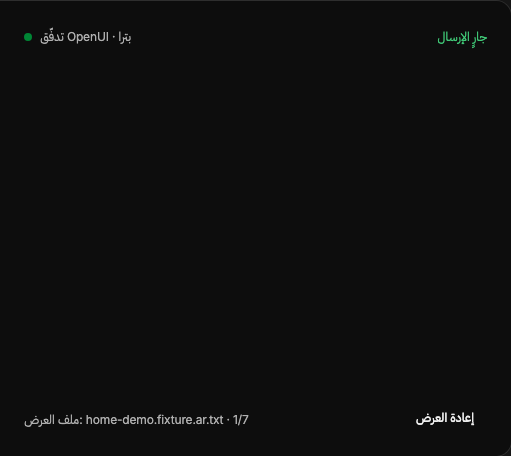 تدفّق OpenUI · بترا
جارٍ الإرسال
ملف العرض: home-demo.fixture.ar.txt · 1/7
إعادة العرض